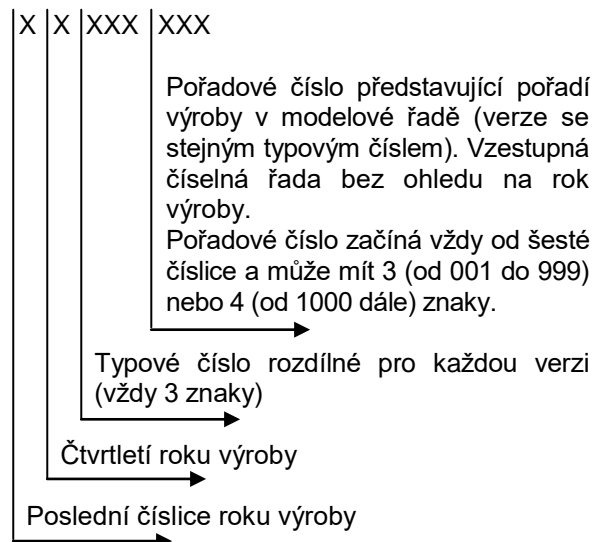 X X XXX XXX
Pořadové číslo představující pořadí
výroby v modelové řadě (verze se
stejným typovým číslem). Vzestupná
číselná řada bez ohledu na rok
výroby.
Pořadové číslo začíná vždy od šesté
číslice a může mít 3 (od 001 do 999)
nebo 4 (od 1000 dále) znaky.
Typové číslo rozdílné pro každou verzi
(vždy 3 znaky)
Čtvrtletí roku výroby
Poslední číslice roku výroby